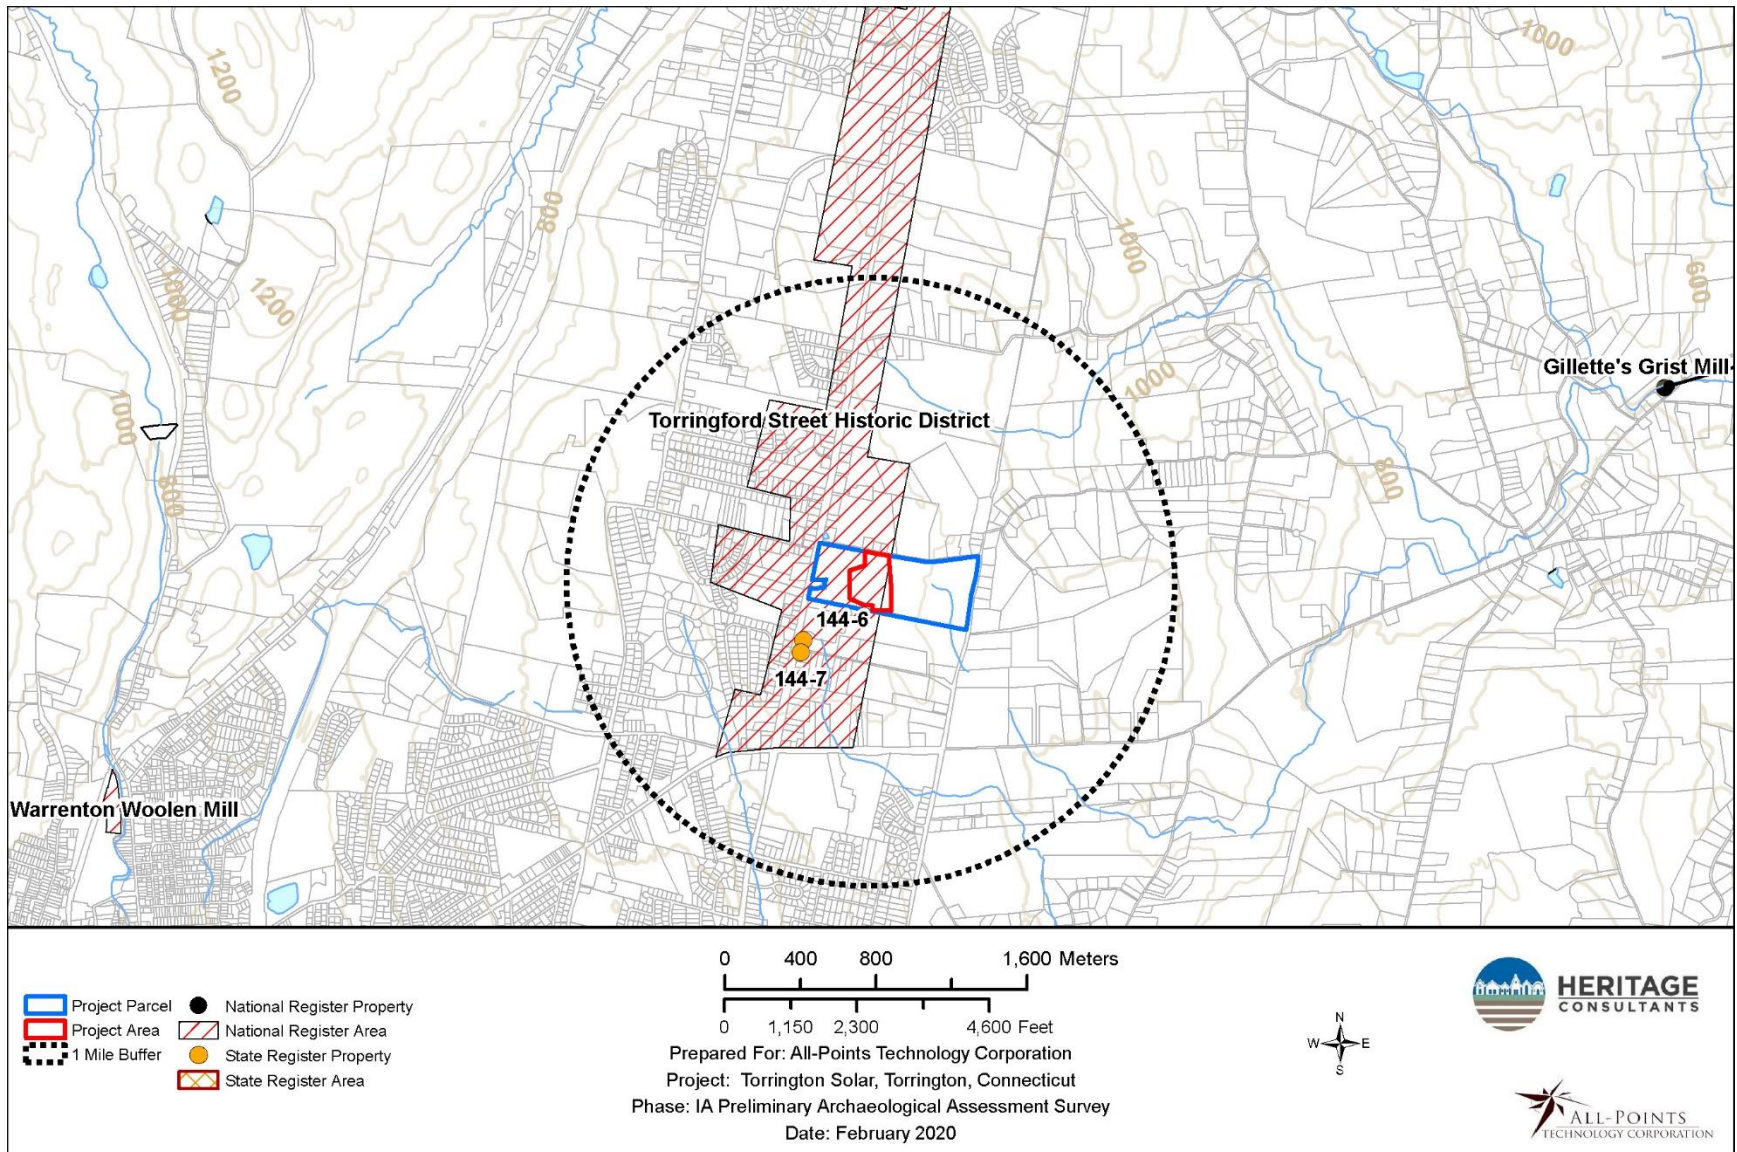 1200
1000
800
1000
600
1000
1200
Gillette's Grist Mill
1000
1000
Torringford Street Historic District
800
800
144-6
144-7
Warrenton Woolen Mill
0 400 800 1,600 Meters
0 1,150 2,300 4,600 Feet
Project Parcel
Project Area
1 Mile Buffer
National Register Property
National Register Area
State Register Property
State Register Area
Prepared For: All-Points Technology Corporation
Project: Torrington Solar, Torrington, Connecticut
Phase: IA Preliminary Archaeological Assessment Survey
Date: February 2020
N
W E
S
HERITAGE
CONSULTANTS
ALL-POINTS
TECHNOLOGY CORPORATION